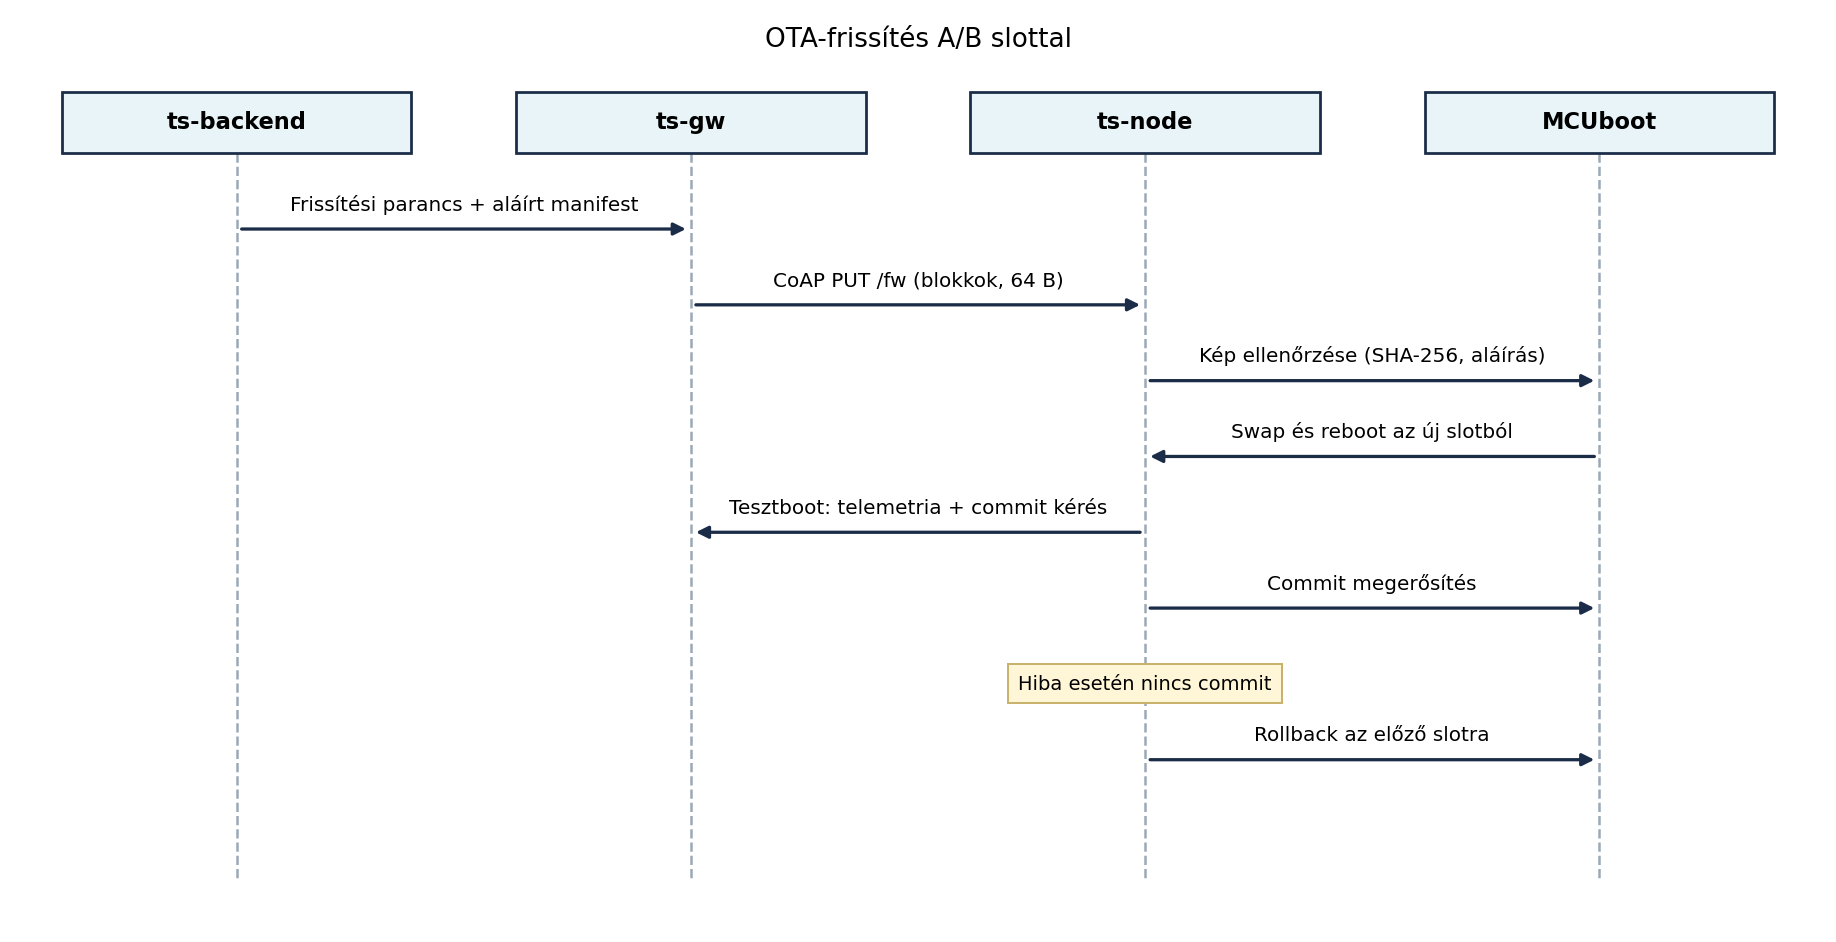 OTA-frissítés A/B slottal
ts-backend
ts-gw
ts-node
MCUboot
Frissítési parancs + aláírt manifest
CoAP PUT /fw (blokkok, 64 B)
Kép ellenőrzése (SHA-256, aláírás)
Swap és reboot az új slotból
Tesztboot: telemetria + commit kérés
Commit megerősítés
Hiba esetén nincs commit
Rollback az előző slotra